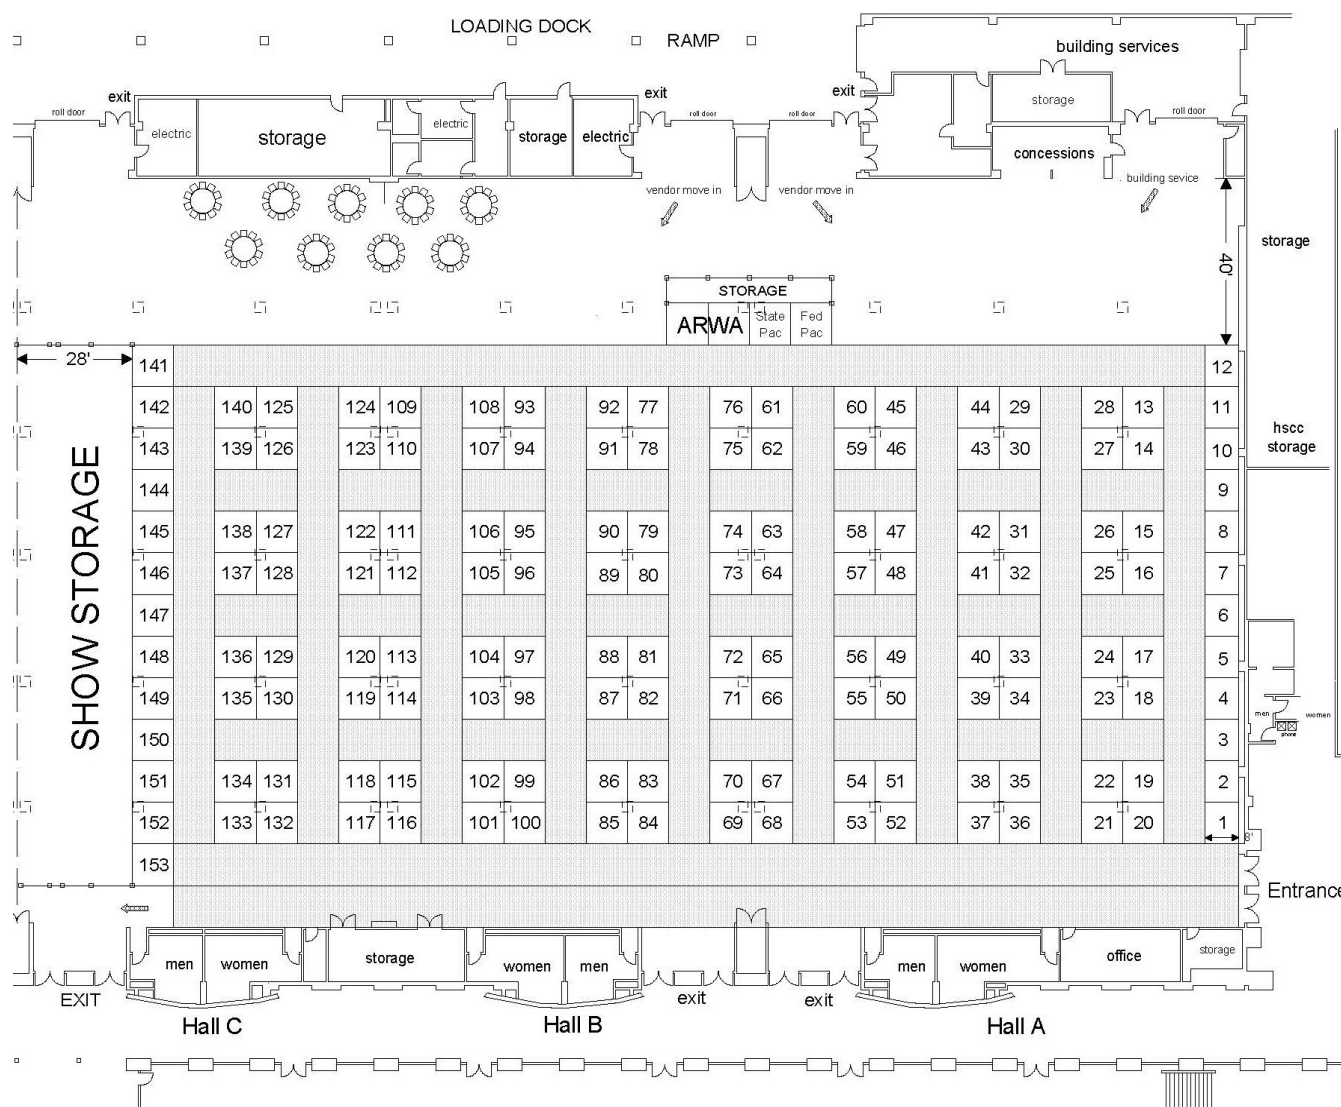 LOADING DOCK
RAMP
building services
exit
exit
exit
roll door
roll door
roll door
roll door
electric
storage
electric
storage
electric
storage
concessions
vendor move in
vendor move in
building sevice
storage
40'
STORAGE
ARWA
State Pac
Fed Pac
28'
141 12
142 140 125 124 109 108 93 92 77 76 61 60 45 44 29 28 13 11
143 139 126 123 110 107 94 91 78 75 62 59 46 43 30 27 14 10
hscc
storage
144 9
145 138 127 122 111 106 95 90 79 74 63 58 47 42 31 26 15 8
146 137 128 121 112 105 96 89 80 73 64 57 48 41 32 25 16 7
SHOW STORAGE
147 6
148 136 129 120 113 104 97 88 81 72 65 56 49 40 33 24 17 5
149 135 130 119 114 103 98 87 82 71 66 55 50 39 34 23 18 4
men
women
phone
150 3
151 134 131 118 115 102 99 86 83 70 67 54 51 38 35 22 19 2
152 133 132 117 116 101 100 85 84 69 68 53 52 37 36 21 20 1
8'
153
Entrance
men
women
storage
women
men
men
women
office
storage
EXIT
exit
exit
Hall C
Hall B
Hall A